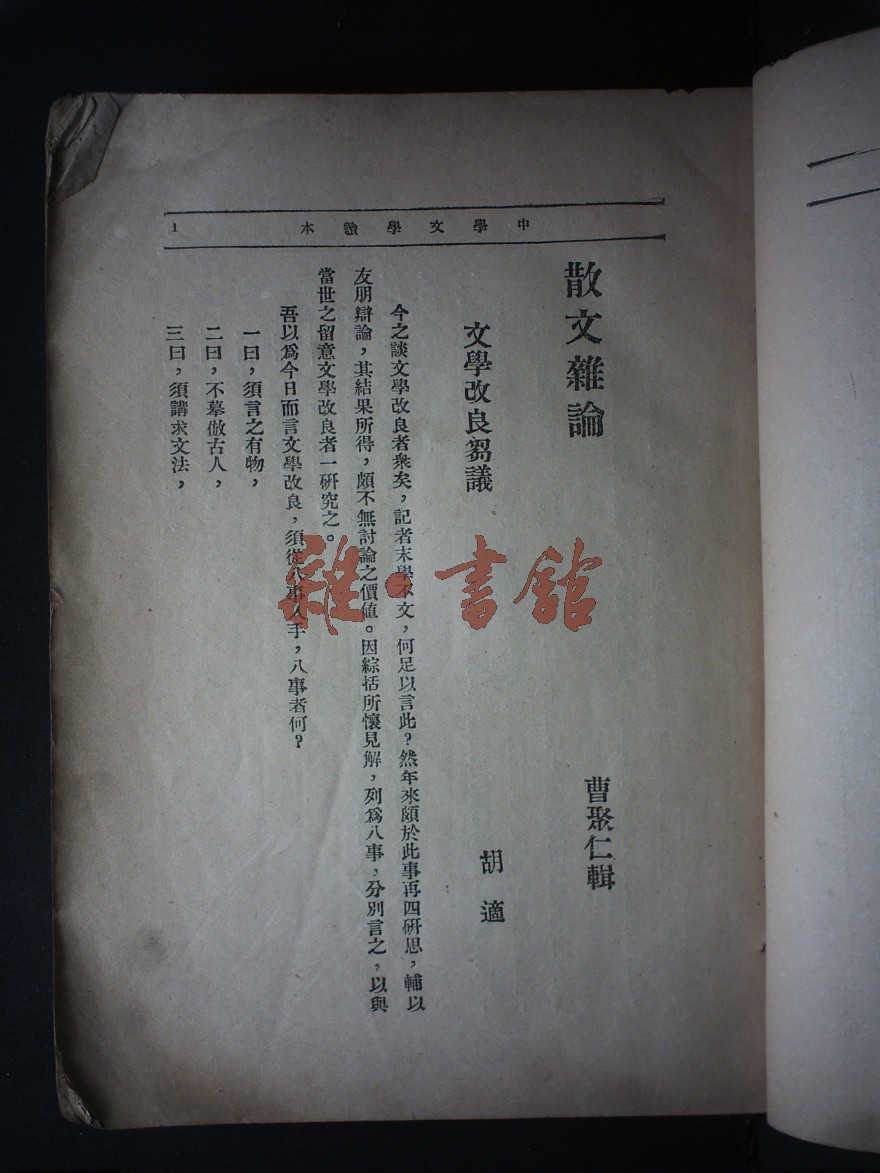 中學文學讀本
1
散文雜論
曹聚仁輯
文學改良芻議
胡適
今之談文學改良者衆矣，記者末學不文，何足以言此？然年來頗於此事再四研思，輔以
友朋辯論，其結果所得，頗不無討論之價値。因綜括所懷見解，列爲八事，分別言之，以與
當世之留意文學改良者一研究之。
吾以爲今日而言文學改良，須從八事入手，八事者何？
一曰，須言之有物，
二曰，不摹倣古人，
三曰，須講求文法，
雜·書館